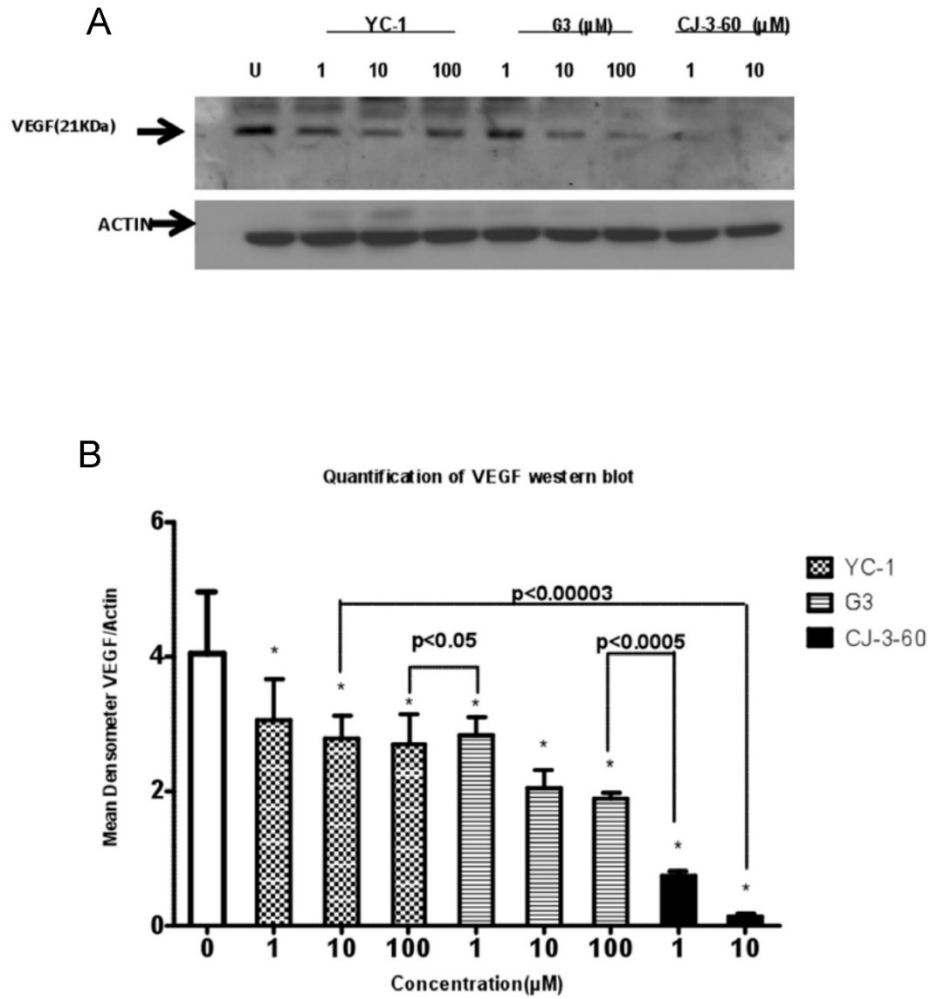 A
YC-1 G3 (µM) CJ-3-60 (µM)
U 1 10 100 1 10 100 1 10
VEGF(21KDa)
ACTIN
B
Quantification of VEGF western blot
Mean Densometer VEGF/Actin
6
4
2
0
p<0.00003
p<0.05
p<0.0005
* * * * * * * *
YC-1
G3
CJ-3-60
0 1 10 100 1 10 100 1 10
Concentration(µM)